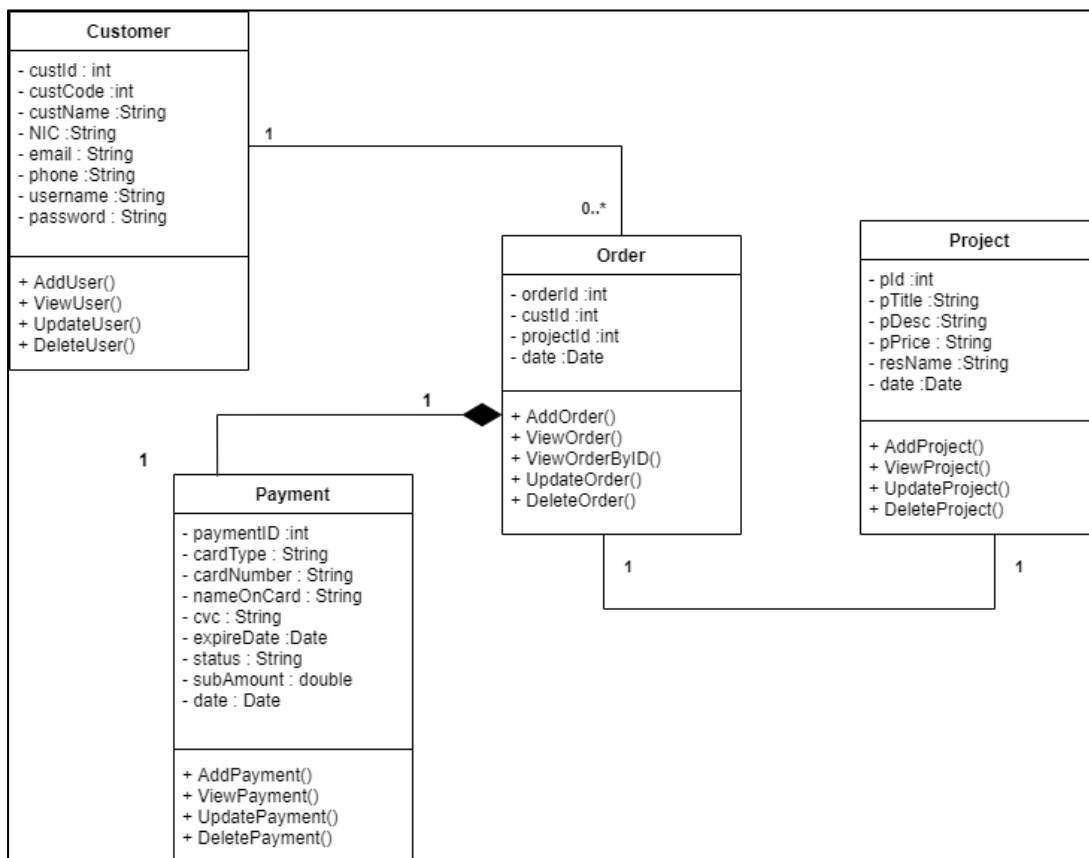 Customer
- custId : int
- custCode :int
- custName :String
- NIC :String
- email : String
- phone :String
- username :String
- password : String
+ AddUser()
+ ViewUser()
+ UpdateUser()
+ DeleteUser()
1
0..*
Order
- orderId :int
- custId :int
- projectId :int
- date :Date
+ AddOrder()
+ ViewOrder()
+ ViewOrderByID()
+ UpdateOrder()
+ DeleteOrder()
Project
- pId :int
- pTitle :String
- pDesc :String
- pPrice : String
- resName :String
- date :Date
+ AddProject()
+ ViewProject()
+ UpdateProject()
+ DeleteProject()
1
1
1
1
Payment
- paymentID :int
- cardType : String
- cardNumber : String
- nameOnCard : String
- cvc : String
- expireDate :Date
- status : String
- subAmount : double
- date : Date
+ AddPayment()
+ ViewPayment()
+ UpdatePayment()
+ DeletePayment()